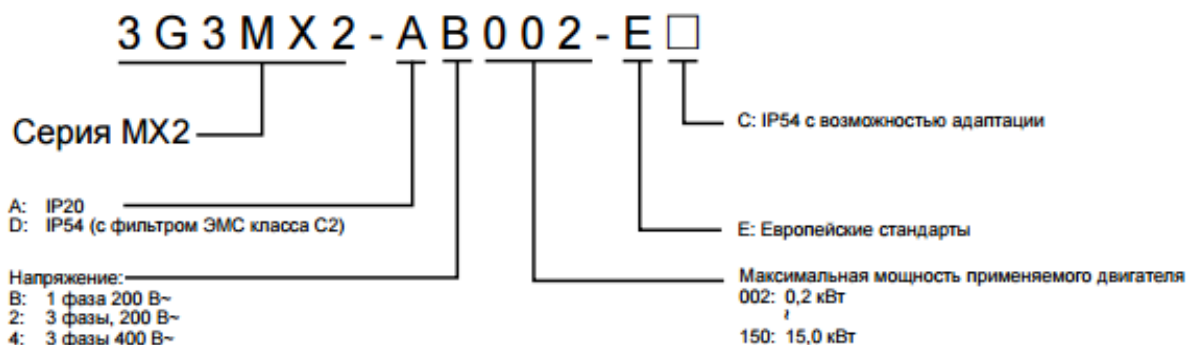 3G3MX2-AB002-E□
Серия MX2
C: IP54 с возможностью адаптации
A: IP20
D: IP54 (с фильтром ЭМС класса C2)
E: Европейские стандарты
Напряжение:
B: 1 фаза 200 В~
2: 3 фазы, 200 В~
4: 3 фазы 400 В~
Максимальная мощность применяемого двигателя
002: 0,2 кВт
~
150: 15,0 кВт